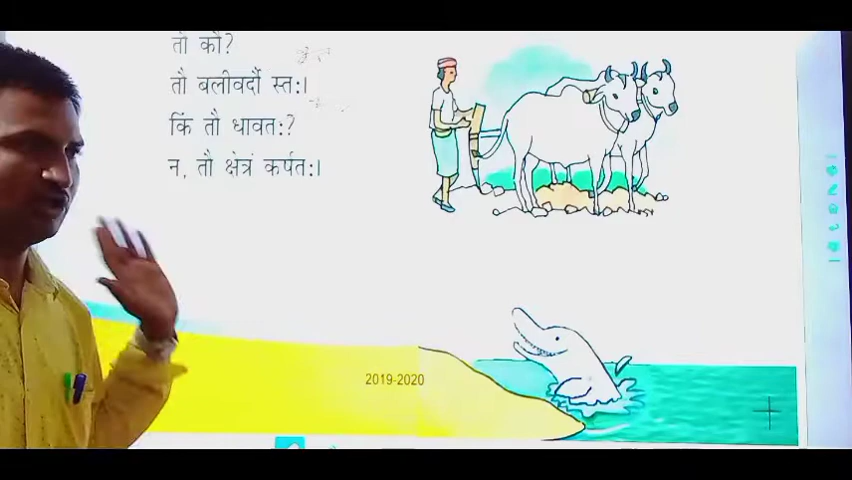 तौ कौ?
तौ बलीवर्दौ स्तः।
किं तौ धावतः?
न, तौ क्षेत्रं कर्षतः।
2019-2020